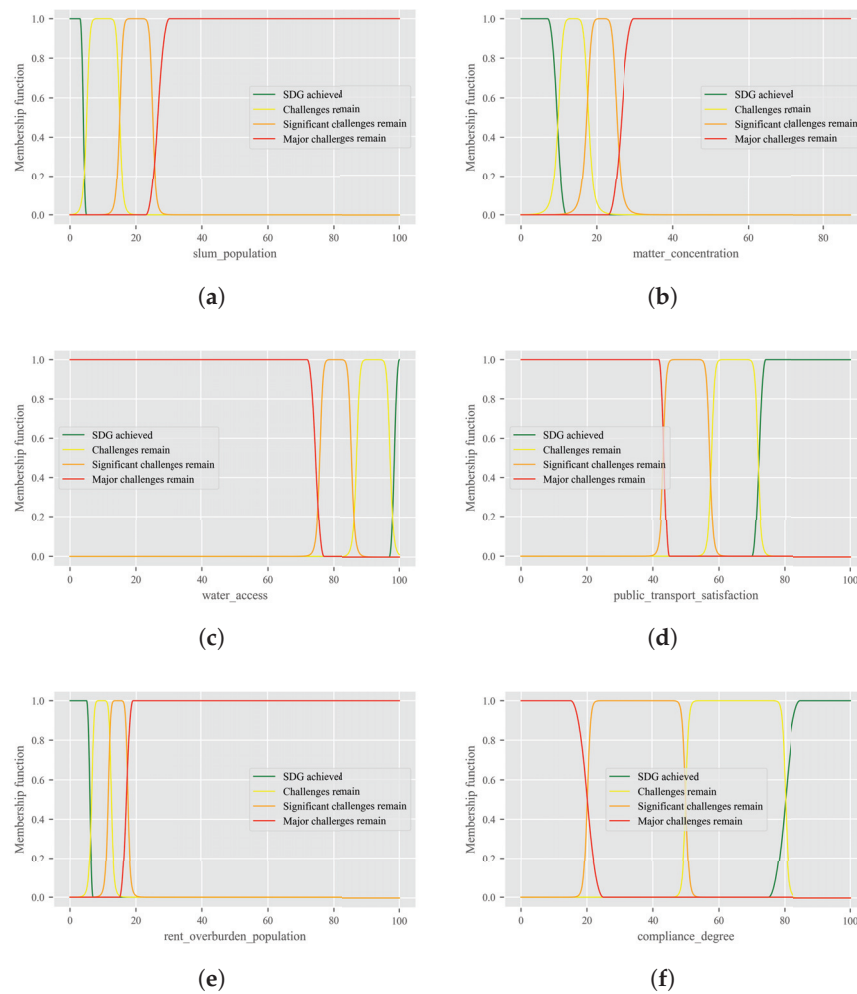 1.0
0.8
0.6
0.4
0.2
0.0
Membership function
SDG achieved
Challenges remain
Significant challenges remain
Major challenges remain
0 20 40 60 80 100
slum_population
(a)
1.0
0.8
0.6
0.4
0.2
0.0
Membership function
SDG achieved
Challenges remain
Significant challenges remain
Major challenges remain
0 20 40 60 80
matter_concentration
(b)
1.0
0.8
0.6
0.4
0.2
0.0
Membership function
SDG achieved
Challenges remain
Significant challenges remain
Major challenges remain
0 20 40 60 80 100
water_access
(c)
1.0
0.8
0.6
0.4
0.2
0.0
Membership function
SDG achieved
Challenges remain
Significant challenges remain
Major challenges remain
0 20 40 60 80 100
public_transport_satisfaction
(d)
1.0
0.8
0.6
0.4
0.2
0.0
Membership function
SDG achieved
Challenges remain
Significant challenges remain
Major challenges remain
0 20 40 60 80 100
rent_overburden_population
(e)
1.0
0.8
0.6
0.4
0.2
0.0
Membership function
SDG achieved
Challenges remain
Significant challenges remain
Major challenges remain
0 20 40 60 80 100
compliance_degree
(f)